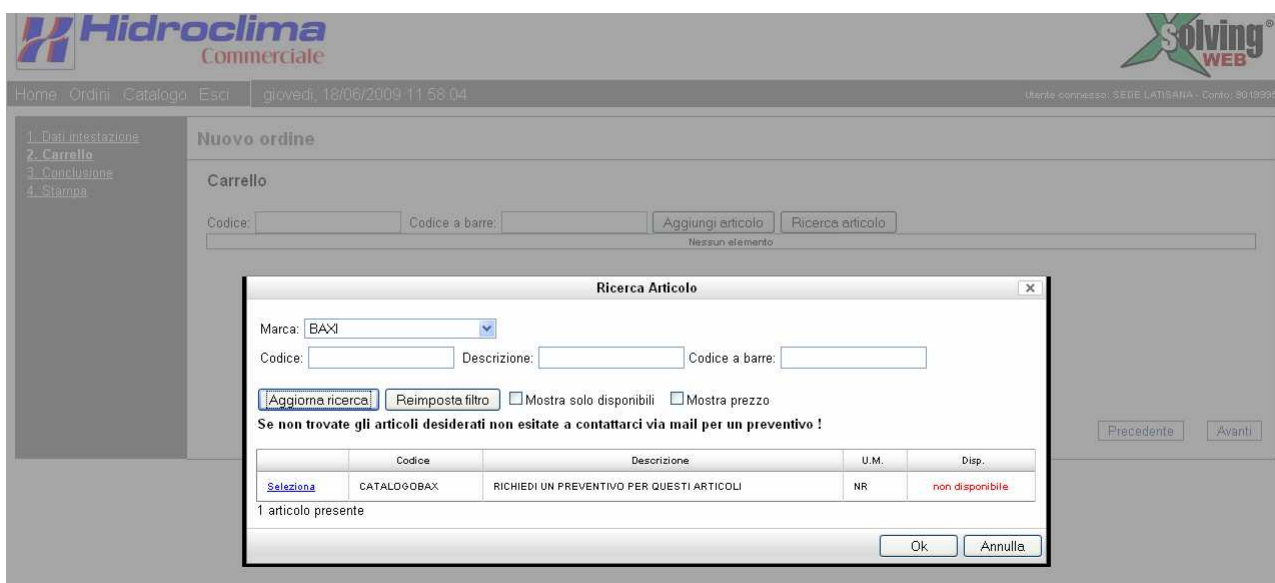 Hidroclima
Commerciale
Solving®
WEB
Home Ordini Catalogo Esci giovedì, 18/06/2009 11.58.04 Utente connesso: SEDE LATISANA - Conto: 8019995
1. Dati intestazione
2. Carrello
3. Conclusione
4. Stampa
Nuovo ordine
Carrello
Codice: Codice a barre: Aggiungi articolo Ricerca articolo
Nessun elemento
Ricerca Articolo
Marca: BAXI
Codice: Descrizione: Codice a barre:
Aggiorna ricerca Reimposta filtro Mostra solo disponibili Mostra prezzo
Se non trovate gli articoli desiderati non esitate a contattarci via mail per un preventivo !
Precedente Avanti
Codice Descrizione U.M. Disp.
Seleziona CATALOGOBAX RICHIEDI UN PREVENTIVO PER QUESTI ARTICOLI NR non disponibile
1 articolo presente
Ok Annulla